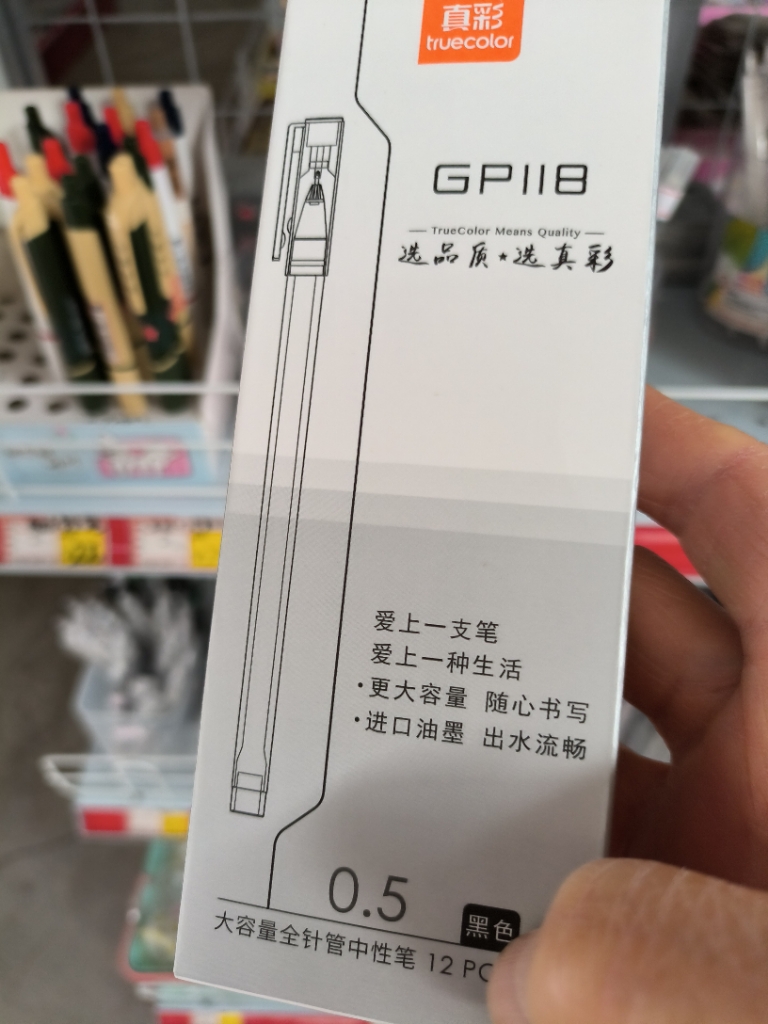 真彩
truecolor
GP118
TrueColor Means Quality
选品质★选真彩
爱上一支笔
爱上一种生活
·更大容量 随心书写
·进口油墨 出水流畅
0.5
黑色
大容量全针管中性笔 12